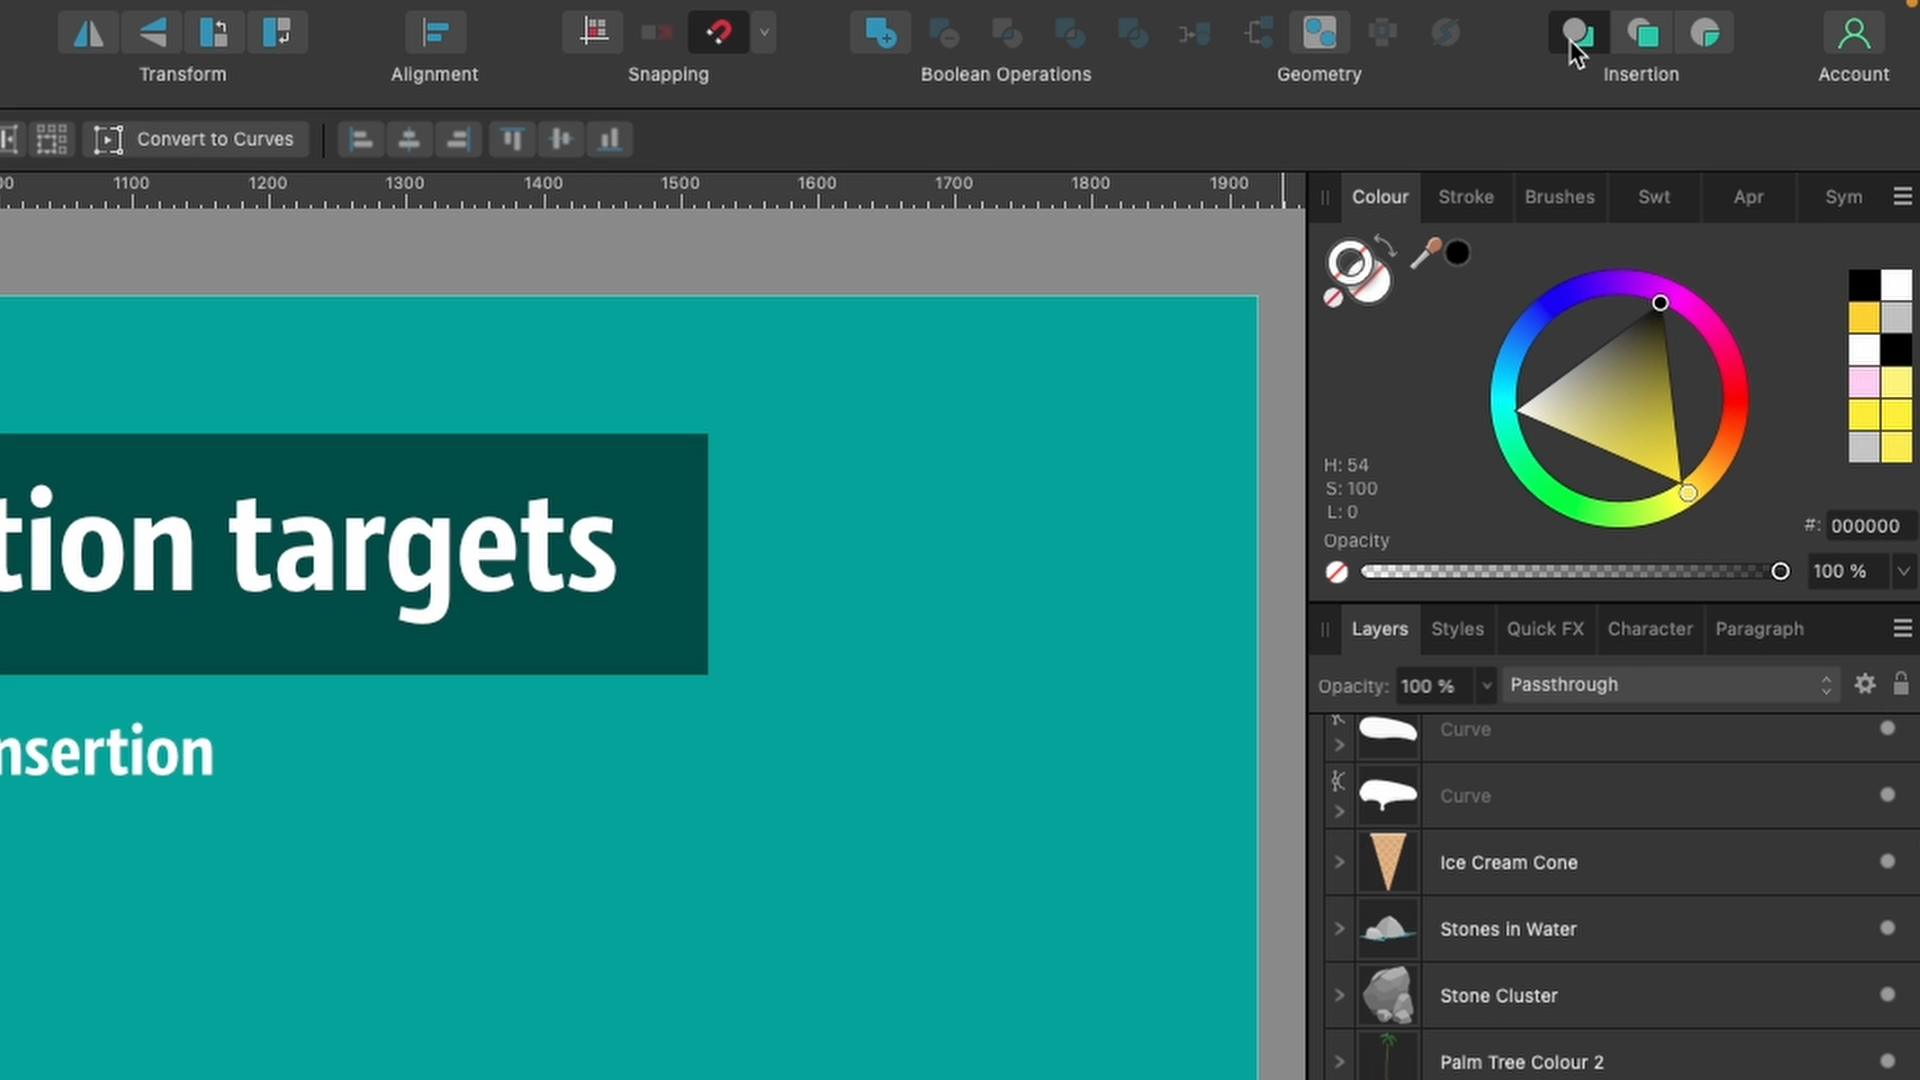 Transform
Alignment
Snapping
Boolean Operations
Geometry
Insertion
Account
Convert to Curves
00
1100
1200
1300
1400
1500
1600
1700
1800
1900
Colour
Stroke
Brushes
Swt
Apr
Sym
H: 54
S: 100
L: 0
#: 000000
Opacity
100 %
tion targets
nsertion
Layers
Styles
Quick FX
Character
Paragraph
Opacity: 100 %
Passthrough
Curve
Curve
Ice Cream Cone
Stones in Water
Stone Cluster
Palm Tree Colour 2